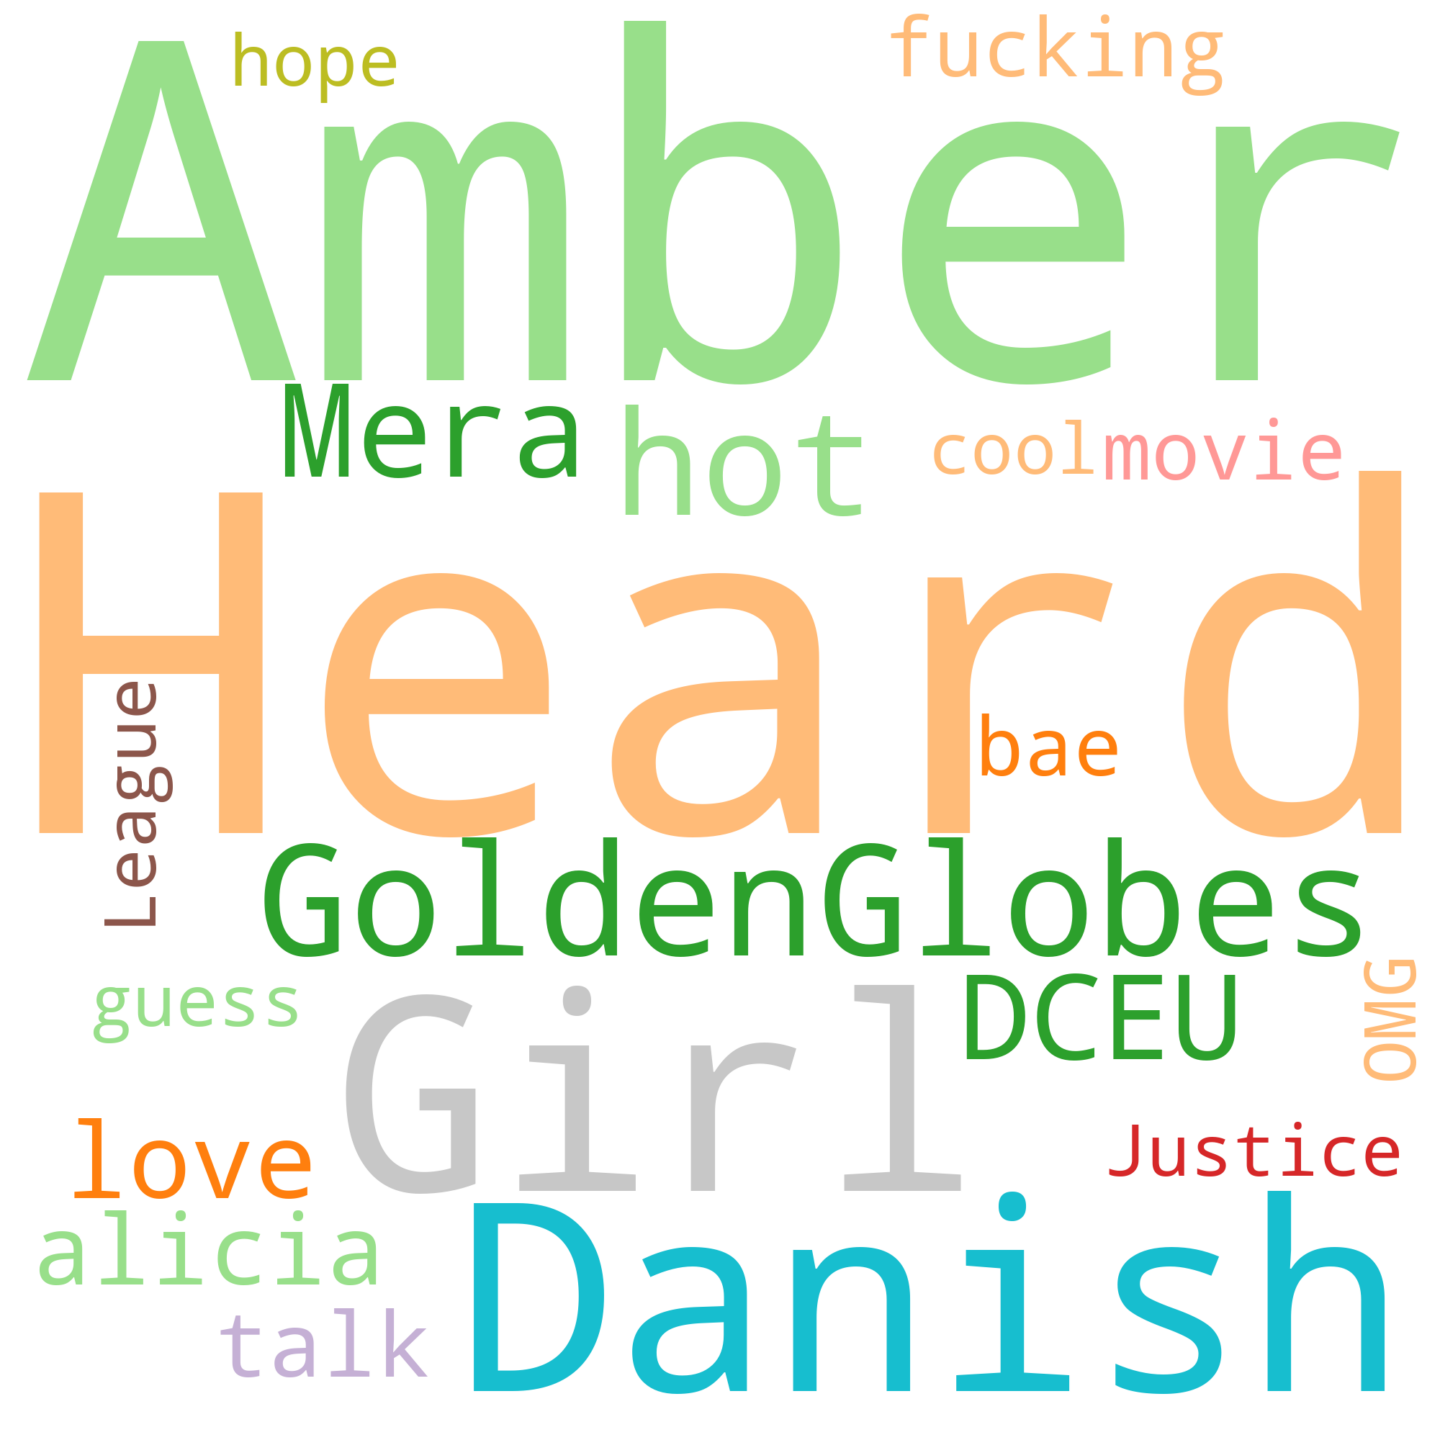 hope
fucking
Amber
Mera
hot
cool
movie
Heard
League
bae
GoldenGlobes
guess
Girl
DCEU
OMG
love
Justice
alicia
Danish
talk